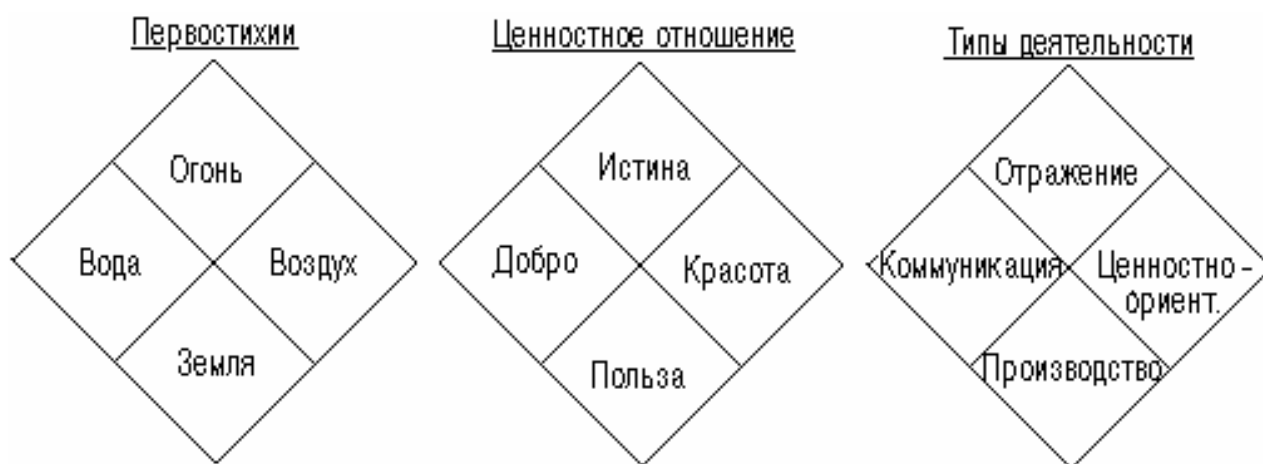 Первостихии
Ценностное отношение
Типы деятельности
Огонь
Вода
Воздух
Земля
Истина
Добро
Красота
Польза
Отражение
Коммуникация
Ценностно-
ориент.
Производство